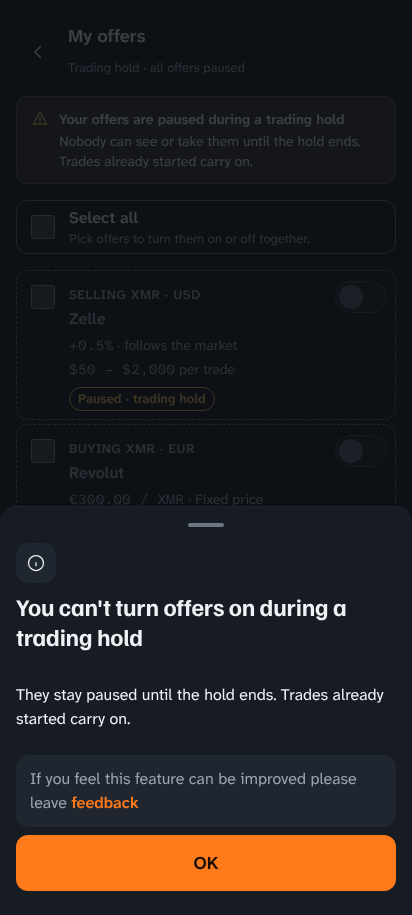 My offers
Trading hold · all offers paused
Your offers are paused during a trading hold
Nobody can see or take them until the hold ends.
Trades already started carry on.
Select all
Pick offers to turn them on or off together.
SELLING XMR · USD
Zelle
+0.5% · follows the market
$50 – $2,000 per trade
Paused · trading hold
BUYING XMR · EUR
Revolut
€300.00 / XMR · Fixed price
You can't turn offers on during a
trading hold
They stay paused until the hold ends. Trades already
started carry on.
If you feel this feature can be improved please
leave feedback
OK